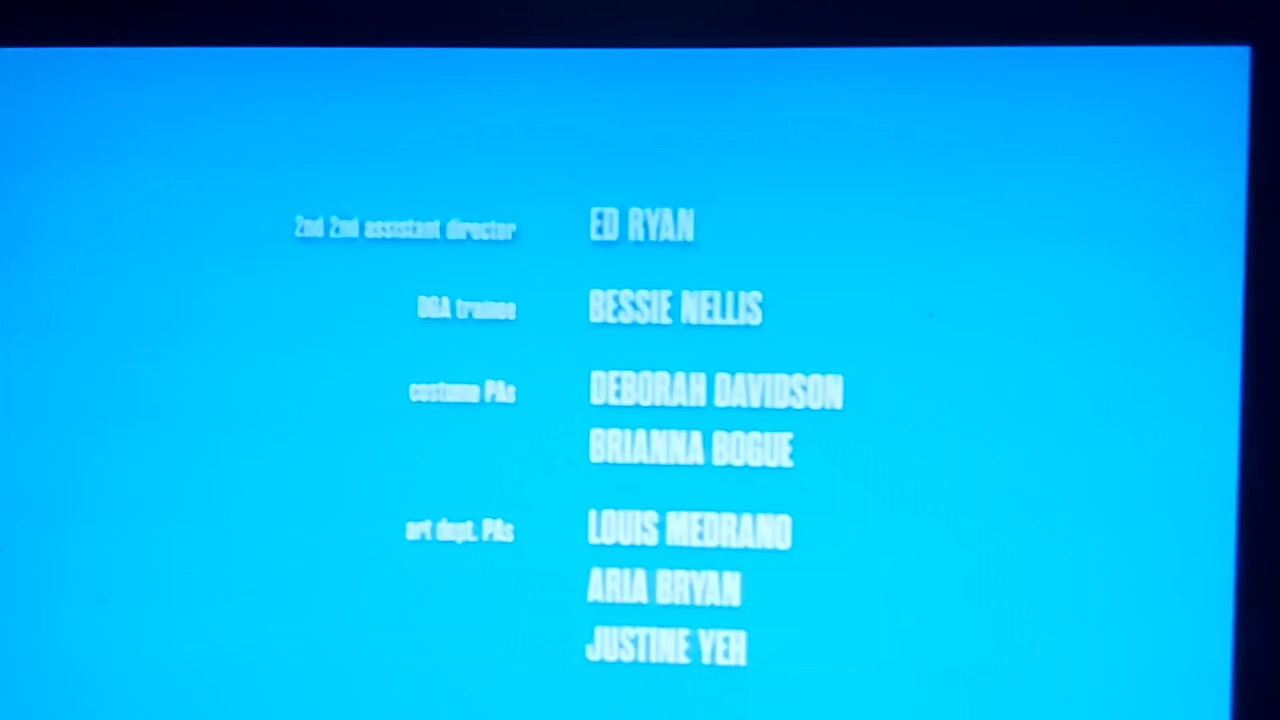 2nd 2nd assistant director ED RYAN
DGA trainee BESSIE NELLIS
costume PAs DEBORAH DAVIDSON
BRIANNA BOGUE
art dept. PAs LOUIS MEDRANO
ARIA BRYAN
JUSTINE YEH